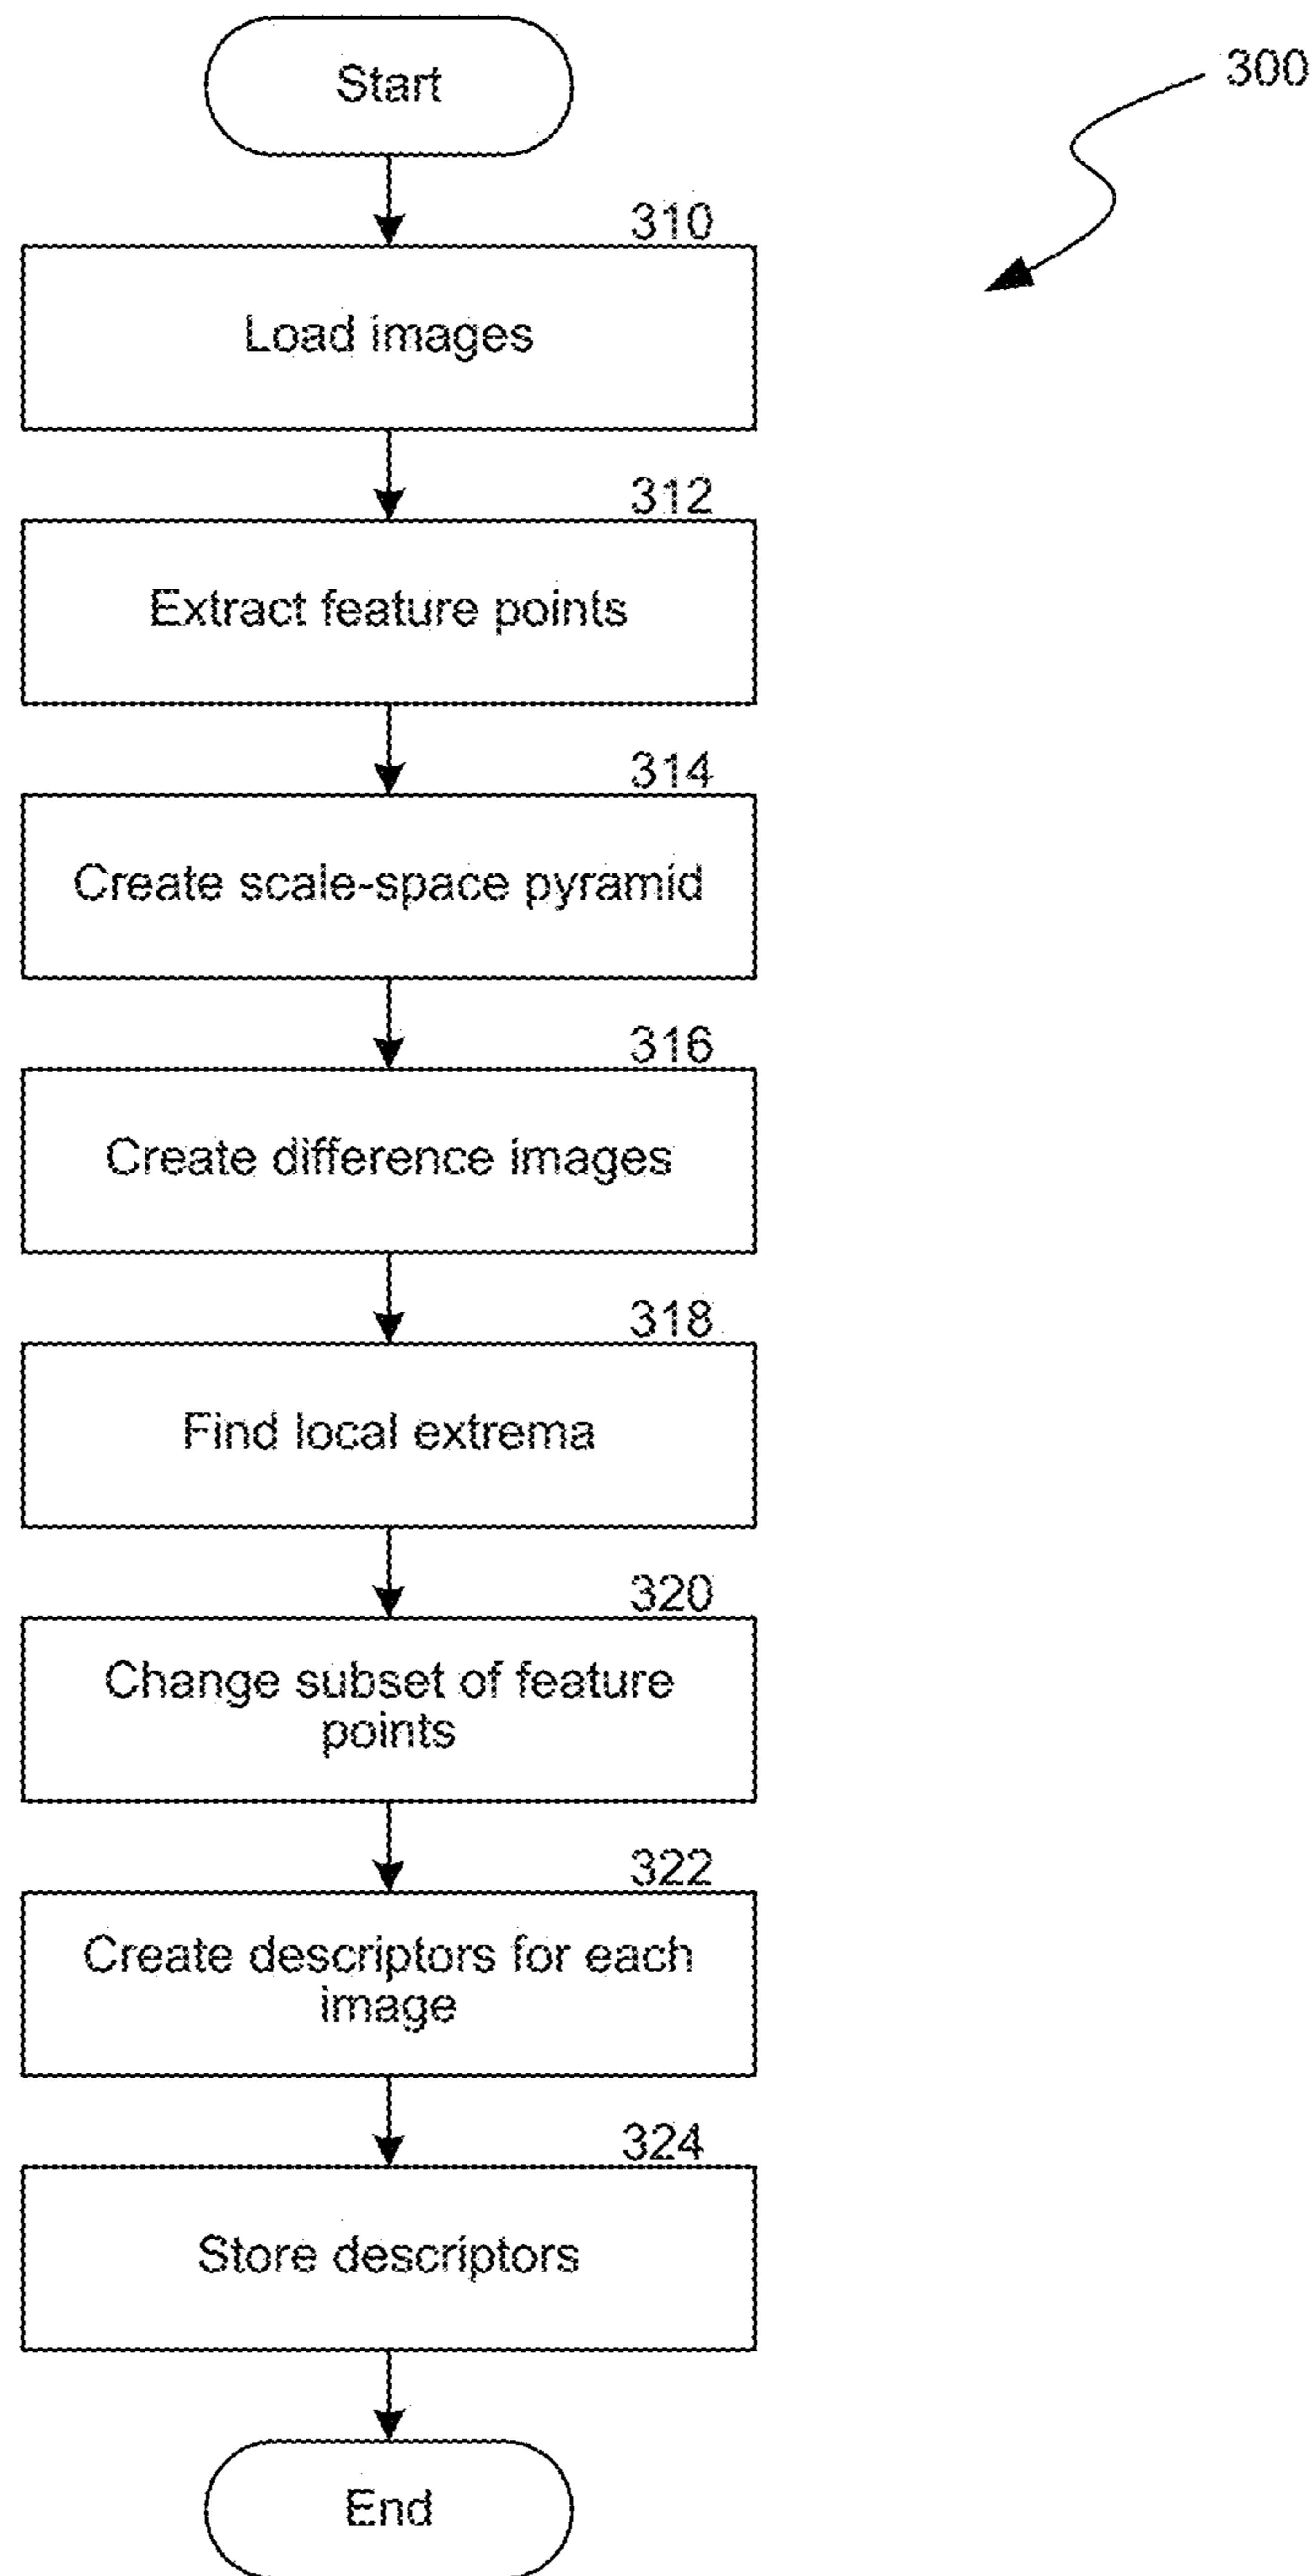 Start
300
310
Load images
312
Extract feature points
314
Create scale-space pyramid
316
Create difference images
318
Find local extrema
320
Change subset of feature
points
322
Create descriptors for each
image
324
Store descriptors
End